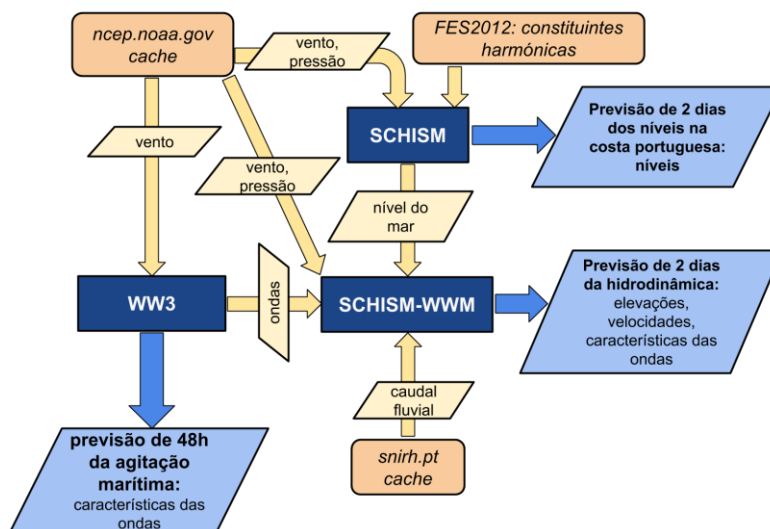 ncep.noaa.gov
cache
vento,
pressão
FES2012: constituintes
harmónicas
vento
SCHISM
Previsão de 2 dias
dos níveis na
costa portuguesa:
níveis
vento,
pressão
nível do
mar
WW3
ondas
SCHISM-WWM
Previsão de 2 dias
da hidrodinâmica:
elevações,
velocidades,
características das
ondas
caudal
fluvial
previsão de 48h
da agitação
marítima:
características das
ondas
snirh.pt
cache